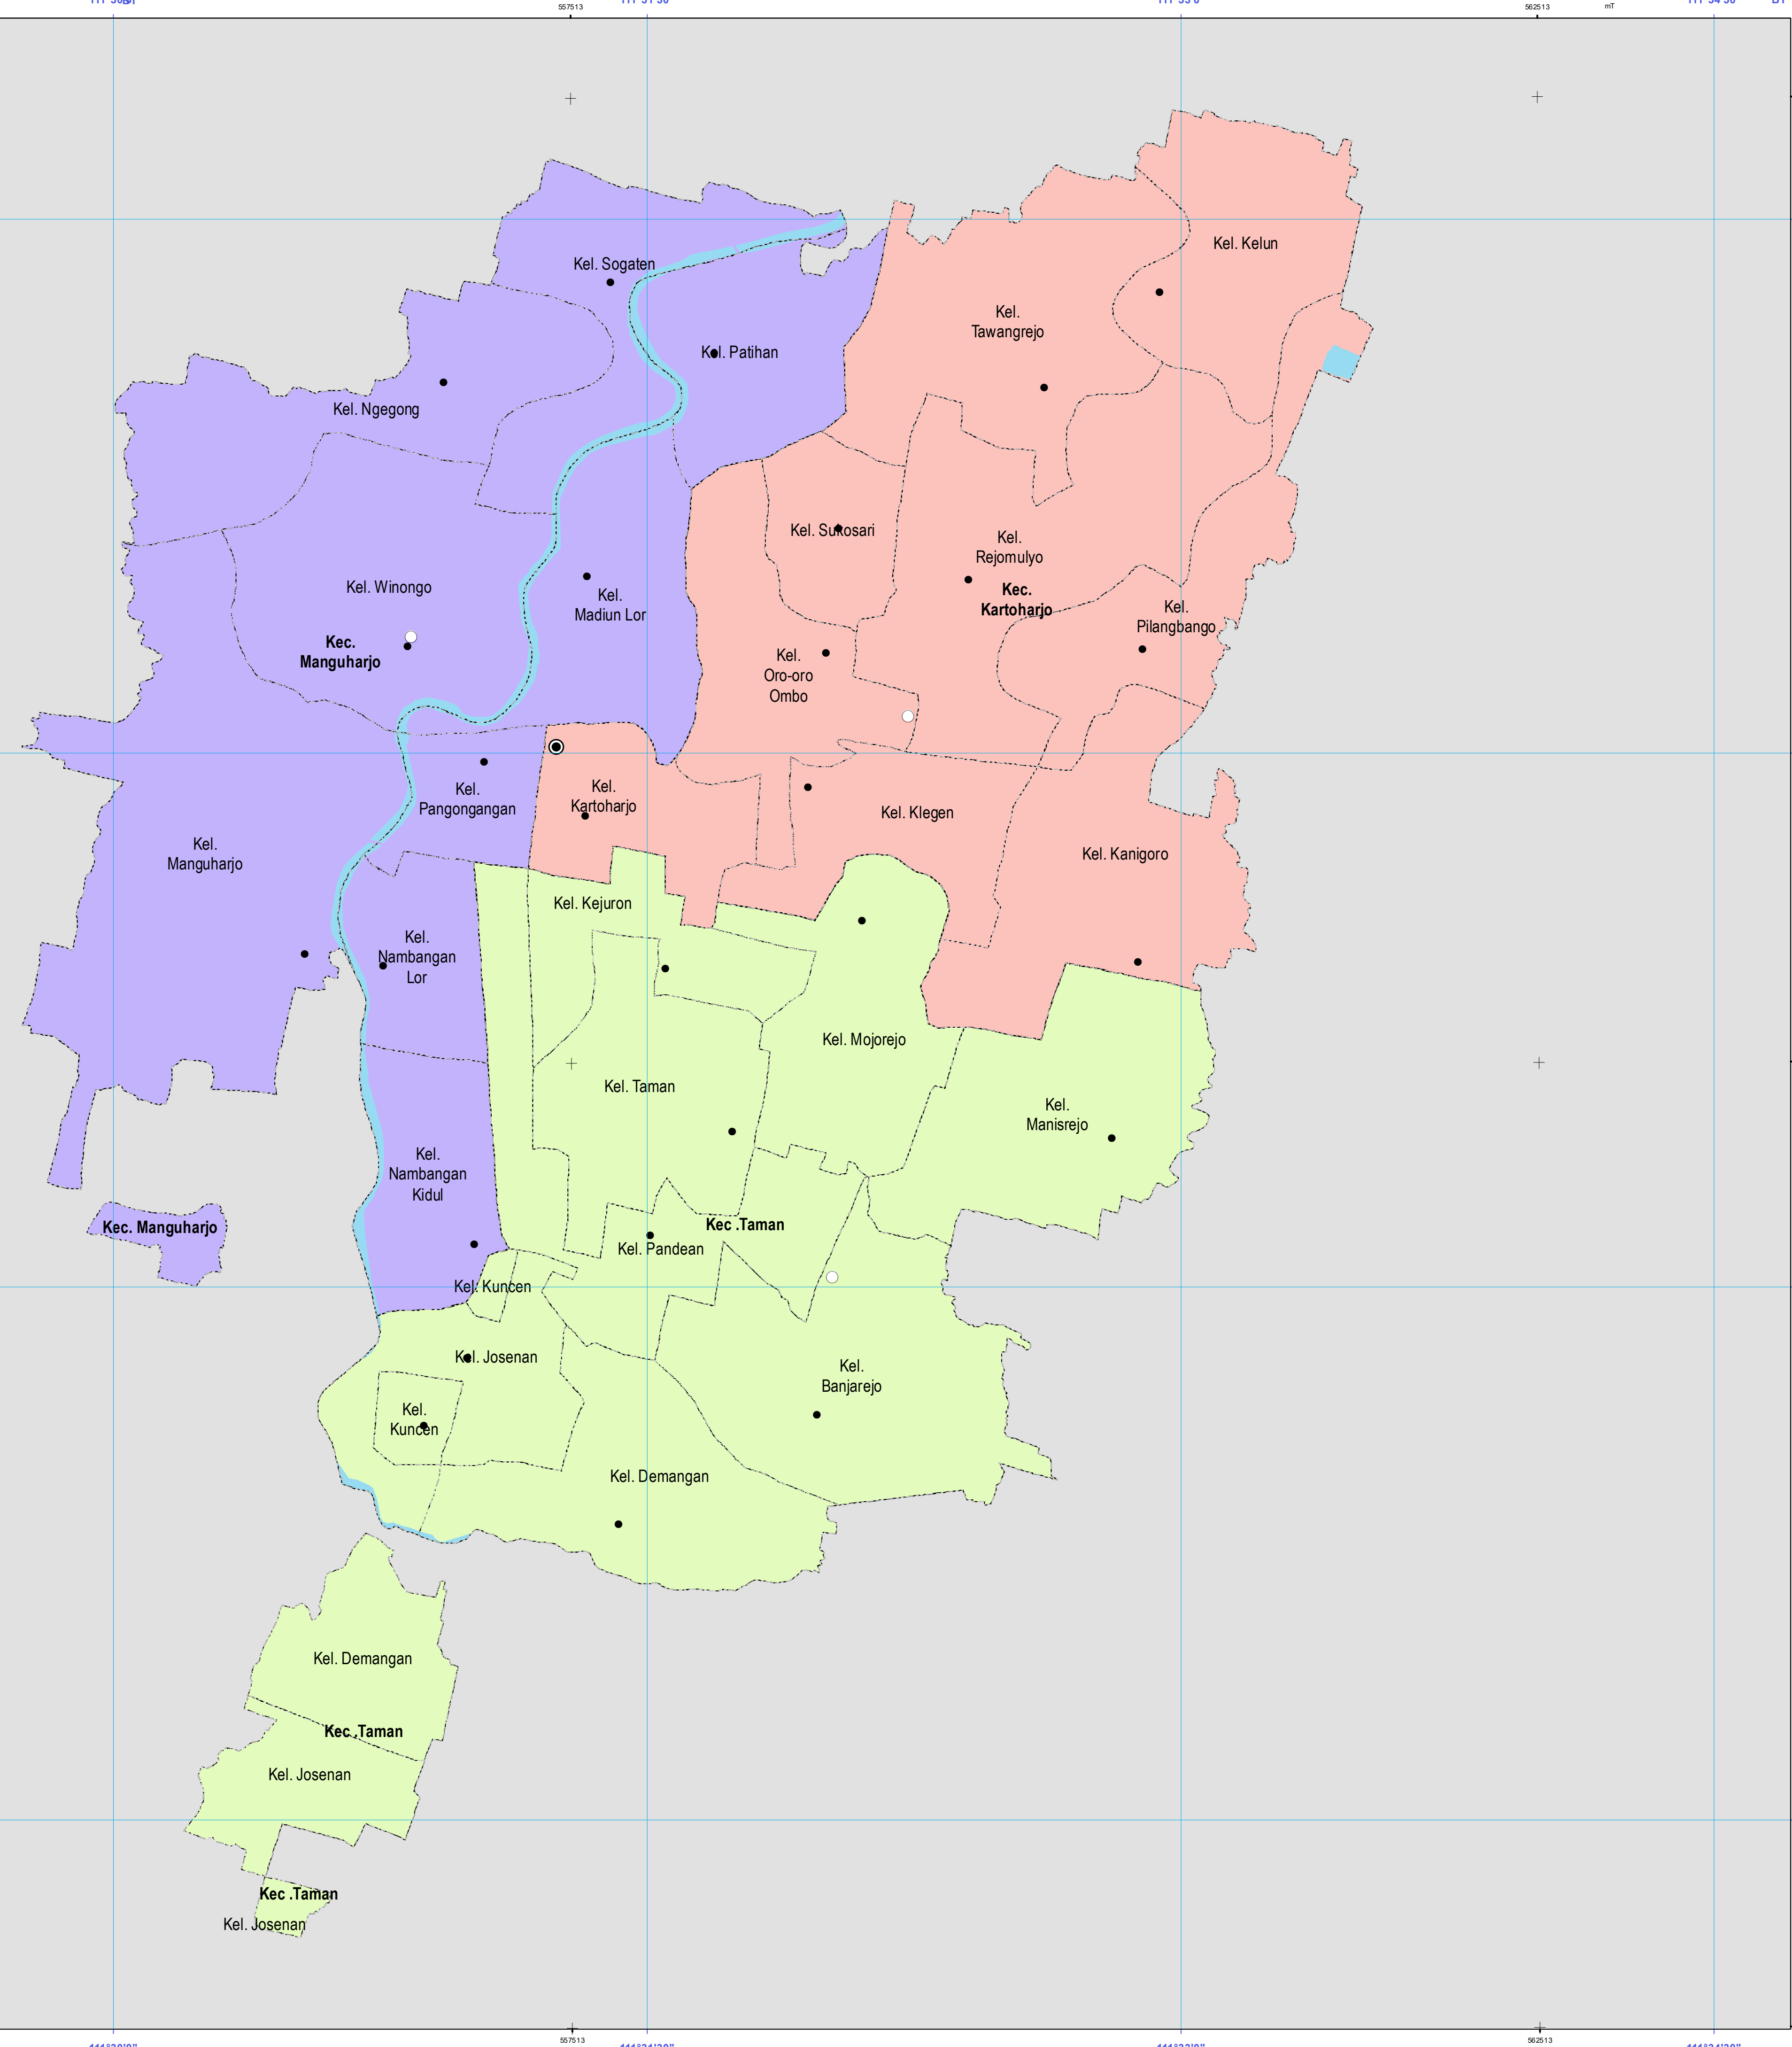 557513
562513
mT
Kel. Kelun
Kel. Sogaten
Kel.
Tawangrejo
Kel. Patihan
Kel. Ngegong
Kel. Sukosari
Kel.
Rejomulyo
Kec.
Kartoharjo
Kel. Winongo
Kel.
Madiun Lor
Kel.
Pilangbango
Kec.
Manguharjo
Kel.
Oro-oro
Ombo
Kel.
Pangongangan
Kel.
Kartoharjo
Kel. Klegen
Kel.
Manguharjo
Kel. Kanigoro
Kel. Kejuron
Kel.
Nambangan
Lor
Kel. Mojorejo
Kel. Taman
Kel.
Manisrejo
Kel.
Nambangan
Kidul
Kec. Manguharjo
Kec .Taman
Kel. Pandean
Kel. Kuncen
Kel. Josenan
Kel.
Banjarejo
Kel.
Kuncen
Kel. Demangan
Kel. Demangan
Kec .Taman
Kel. Josenan
Kec .Taman
Kel. Josenan
557513
562513